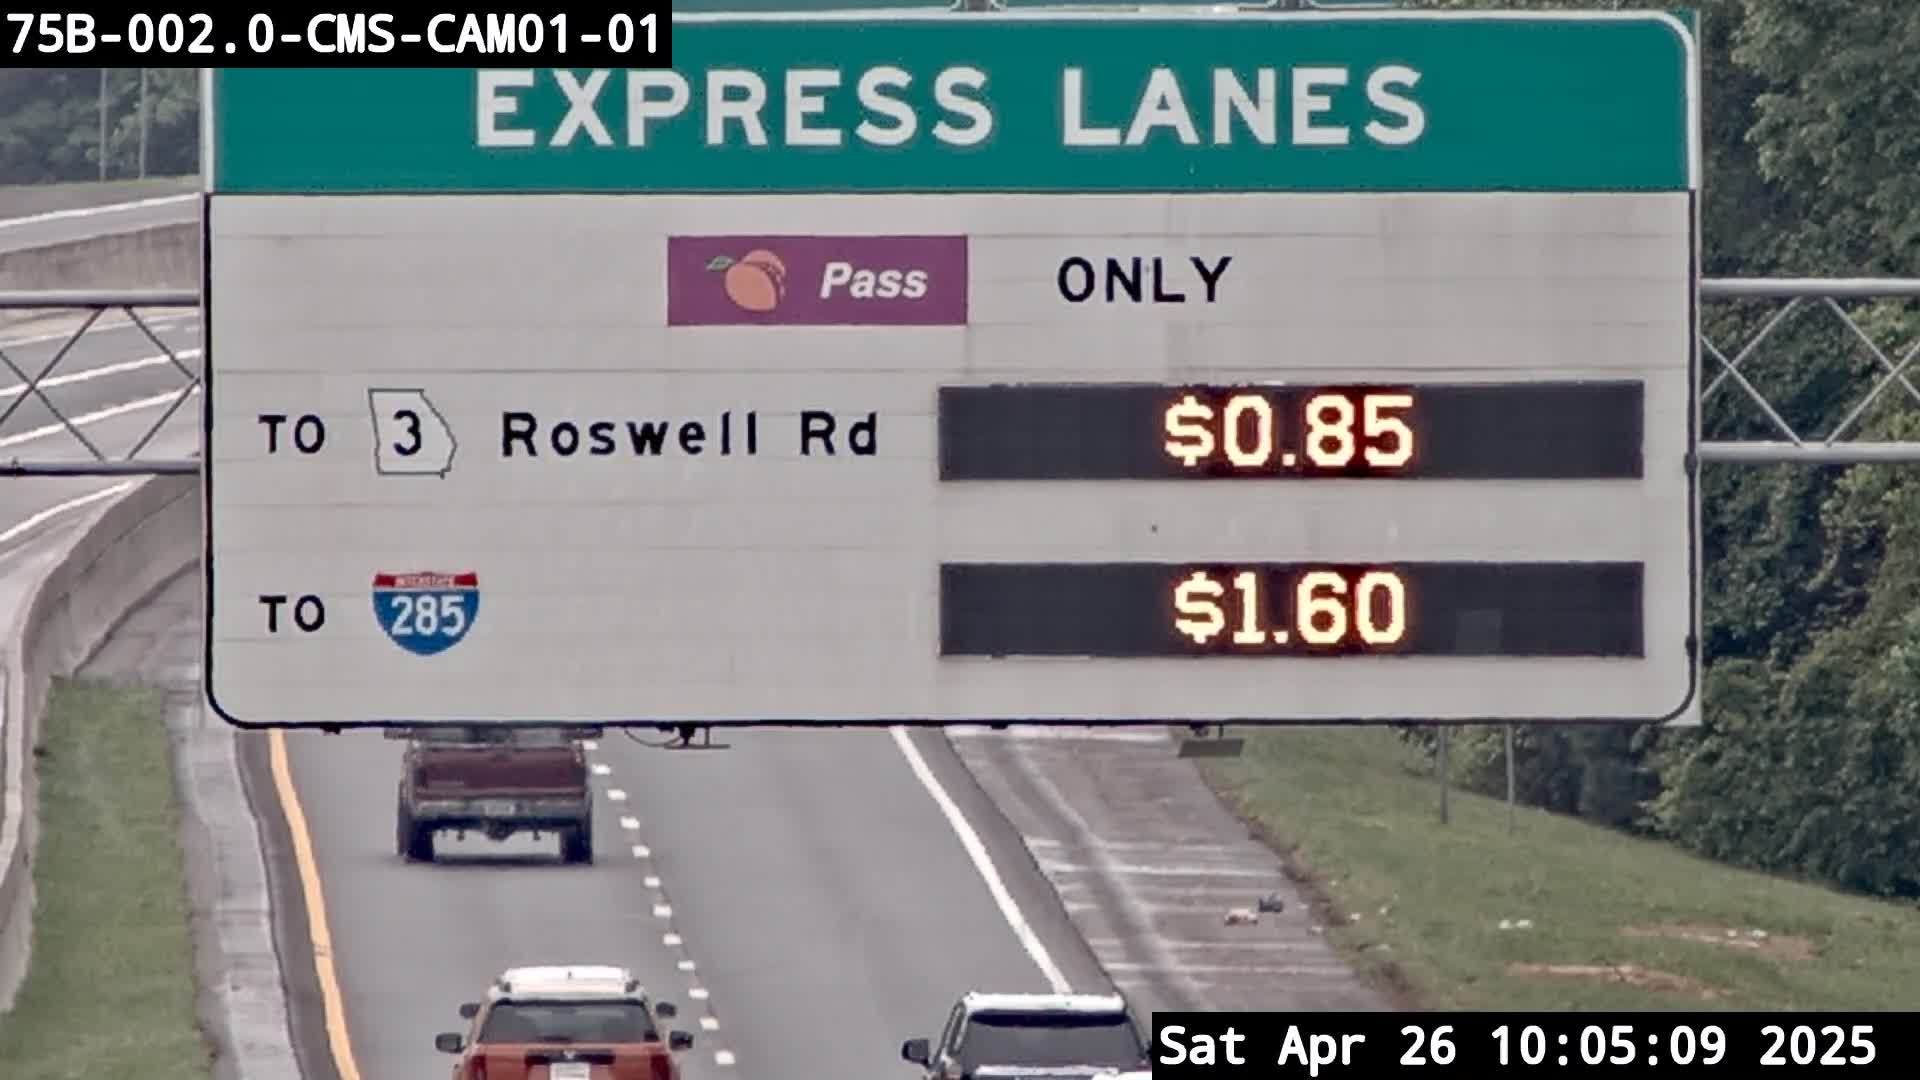 75B-002.0-CMS-CAM01-01
EXPRESS LANES
Pass ONLY
TO 3 Roswell Rd $0.85
TO INTERSTATE 285 $1.60
Sat Apr 26 10:05:09 2025